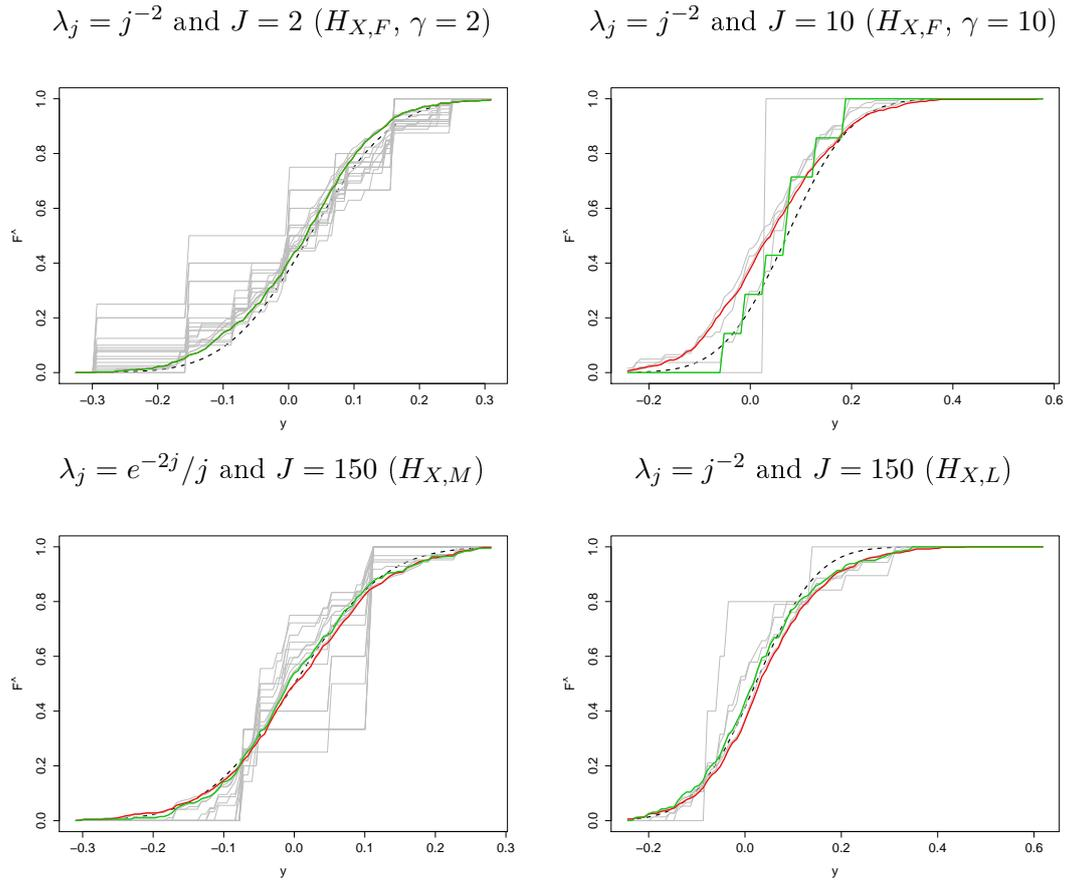 λ_j = j^{−2} and J = 2 (H_{X,F}, γ = 2)
λ_j = j^{−2} and J = 10 (H_{X,F}, γ = 10)
F^
0.0 0.2 0.4 0.6 0.8 1.0
−0.3 −0.2 −0.1 0.0 0.1 0.2 0.3
y
F^
0.0 0.2 0.4 0.6 0.8 1.0
−0.2 0.0 0.2 0.4 0.6
y
λ_j = e^{−2j}/j and J = 150 (H_{X,M})
λ_j = j^{−2} and J = 150 (H_{X,L})
F^
0.0 0.2 0.4 0.6 0.8 1.0
−0.3 −0.2 −0.1 0.0 0.1 0.2 0.3
y
F^
0.0 0.2 0.4 0.6 0.8 1.0
−0.2 0.0 0.2 0.4 0.6
y